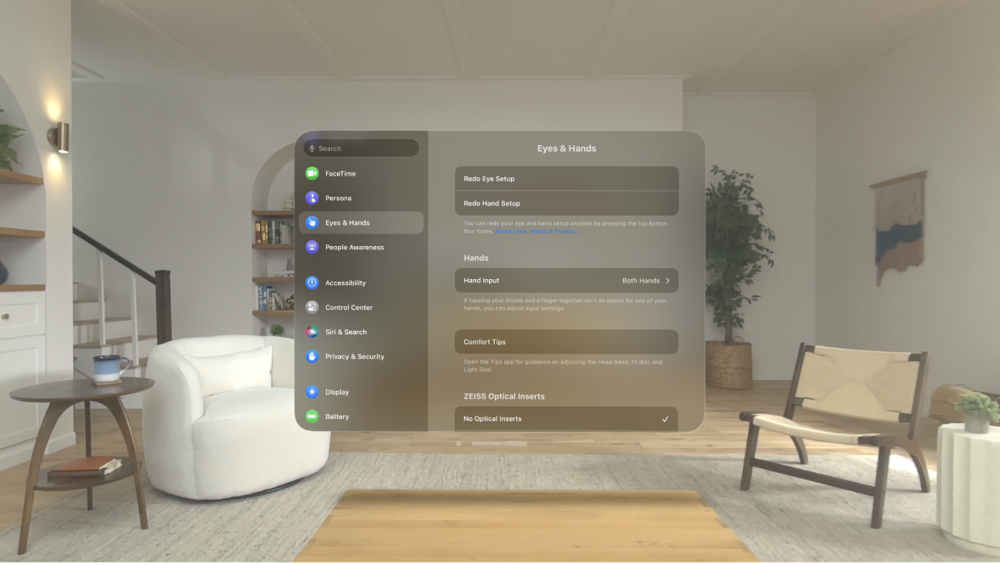 Search
FaceTime
Persona
Eyes & Hands
People Awareness
Accessibility
Control Center
Siri & Search
Privacy & Security
Display
Battery
Eyes & Hands
Redo Eye Setup
Redo Hand Setup
You can redo your eye and hand setup anytime by pressing the top button
four times. About Eyes, Hands & Privacy...
Hands
Hand Input Both Hands
If tapping your thumb and a finger together isn't an option for one of your
hands, you can adjust input settings.
Comfort Tips
Open the Tips app for guidance on adjusting the Head Band, fit dial, and
Light Seal.
ZEISS Optical Inserts
No Optical Inserts